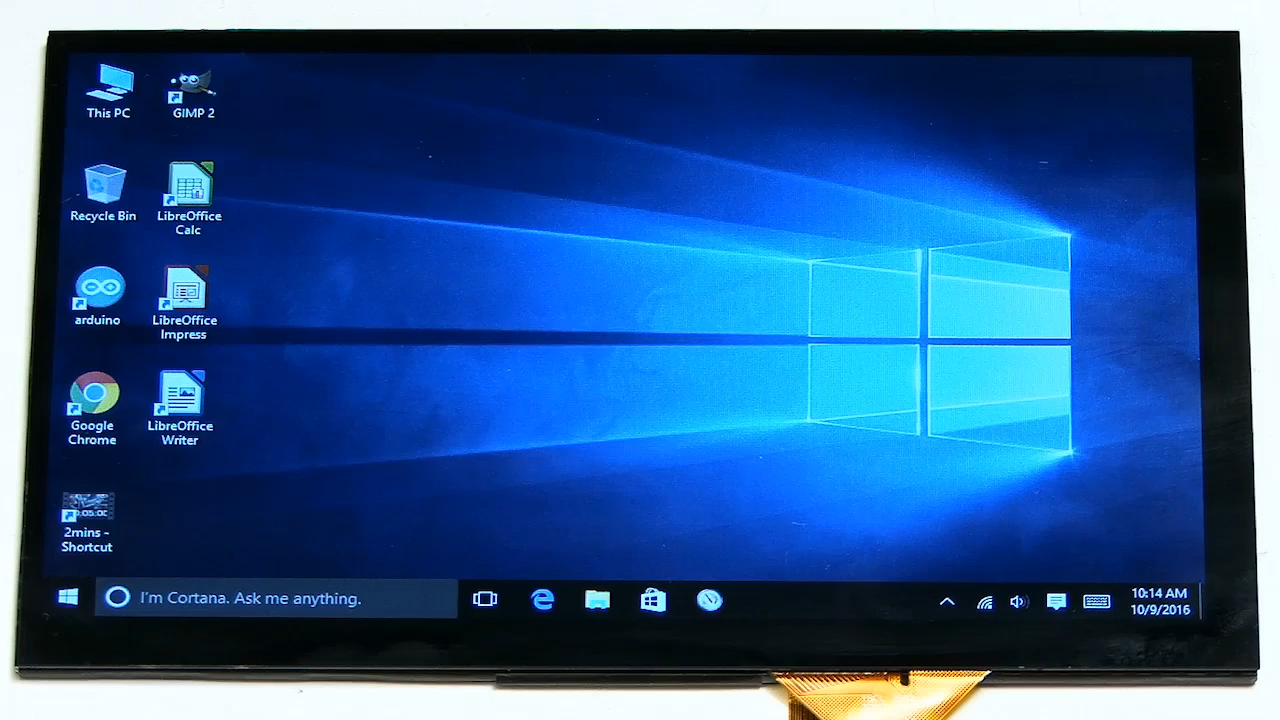 This PC
GIMP 2
Recycle Bin
LibreOffice
Calc
arduino
LibreOffice
Impress
Google
Chrome
LibreOffice
Writer
2mins -
Shortcut
I'm Cortana. Ask me anything.
10:14 AM
10/9/2016